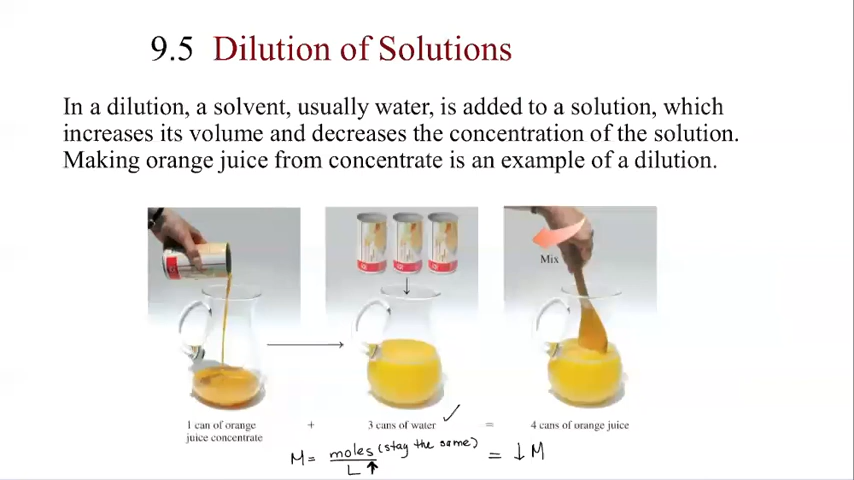 9.5 Dilution of Solutions
In a dilution, a solvent, usually water, is added to a solution, which
increases its volume and decreases the concentration of the solution.
Making orange juice from concentrate is an example of a dilution.
Mix
1 can of orange
juice concentrate
+
3 cans of water ✓
=
4 cans of orange juice
M= moles (stay the same) = ↓ M
L ↑